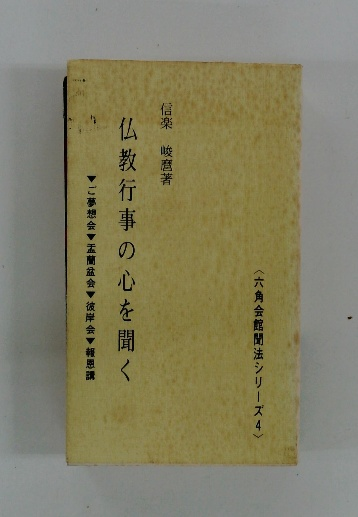 〈六角会館聞法シリーズ4〉
信楽 峻麿著
仏教行事の心を聞く
▼ご夢想会▼盂蘭盆会▼彼岸会▼報恩講